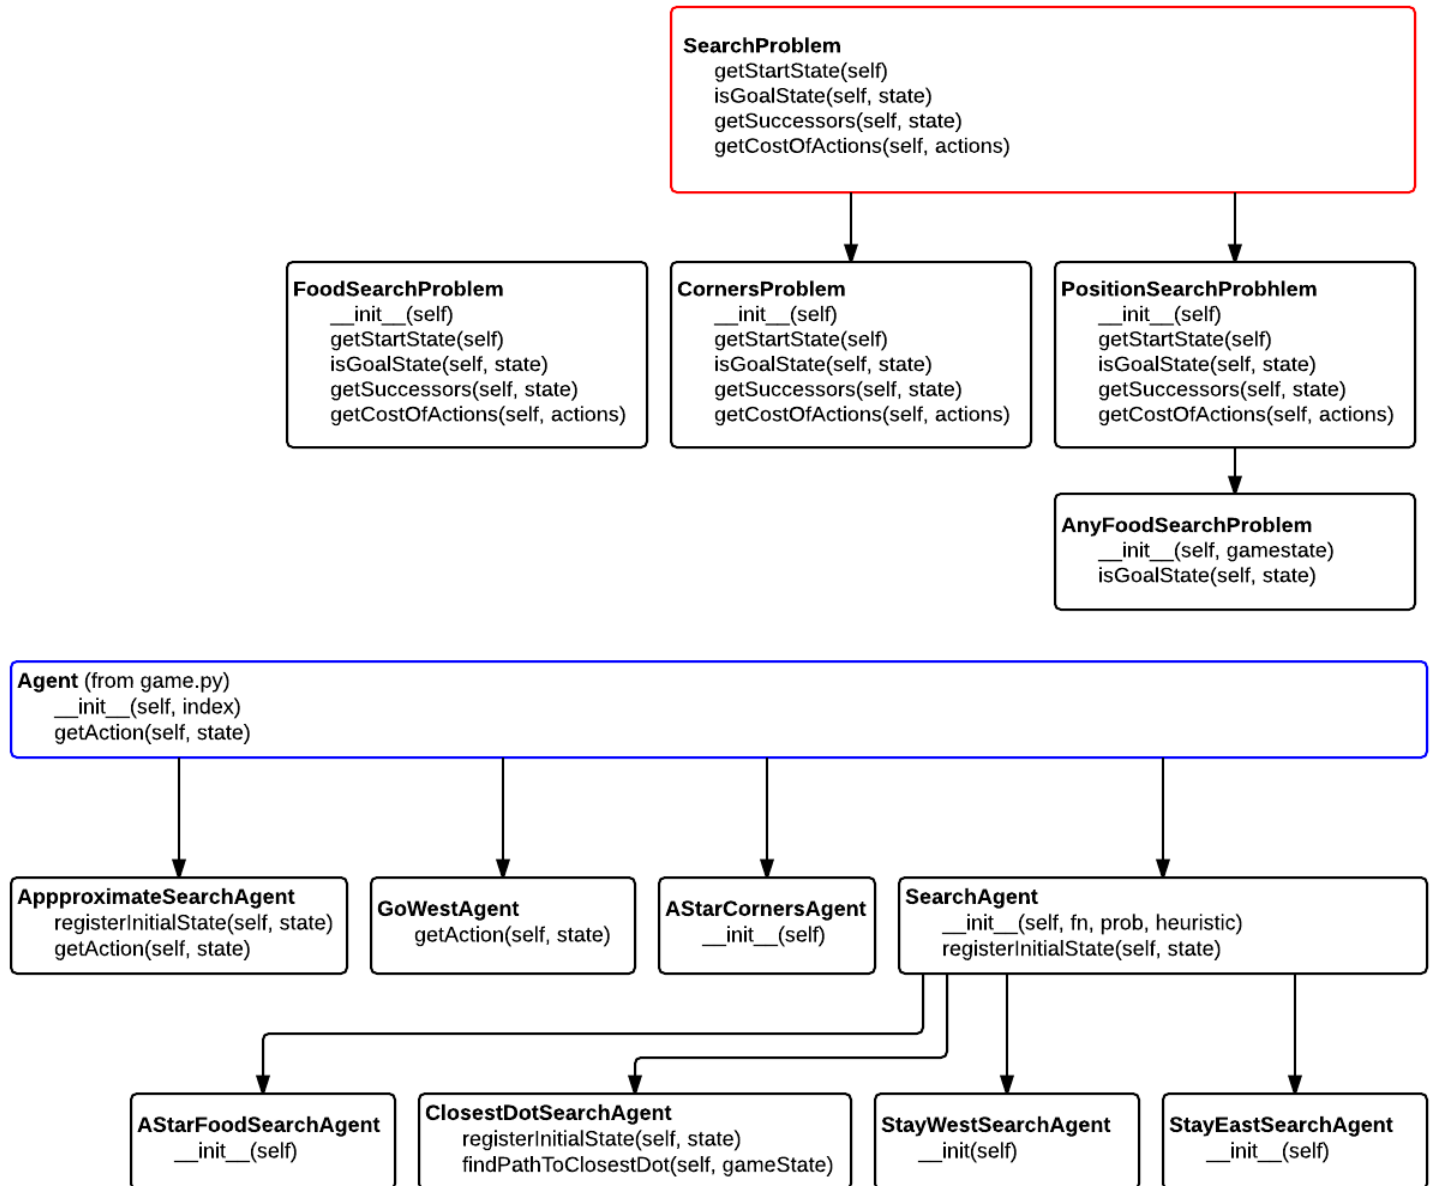 SearchProblem
getStartState(self)
isGoalState(self, state)
getSuccessors(self, state)
getCostOfActions(self, actions)
FoodSearchProblem
__init__(self)
getStartState(self)
isGoalState(self, state)
getSuccessors(self, state)
getCostOfActions(self, actions)
CornersProblem
__init__(self)
getStartState(self)
isGoalState(self, state)
getSuccessors(self, state)
getCostOfActions(self, actions)
PositionSearchProbhlem
__init__(self)
getStartState(self)
isGoalState(self, state)
getSuccessors(self, state)
getCostOfActions(self, actions)
AnyFoodSearchProblem
__init__(self, gamestate)
isGoalState(self, state)
Agent (from game.py)
__init__(self, index)
getAction(self, state)
AppproximateSearchAgent
registerInitialState(self, state)
getAction(self, state)
GoWestAgent
getAction(self, state)
AStarCornersAgent
__init__(self)
SearchAgent
__init__(self, fn, prob, heuristic)
registerInitialState(self, state)
AStarFoodSearchAgent
__init__(self)
ClosestDotSearchAgent
registerInitialState(self, state)
findPathToClosestDot(self, gameState)
StayWestSearchAgent
__init(self)
StayEastSearchAgent
__init__(self)